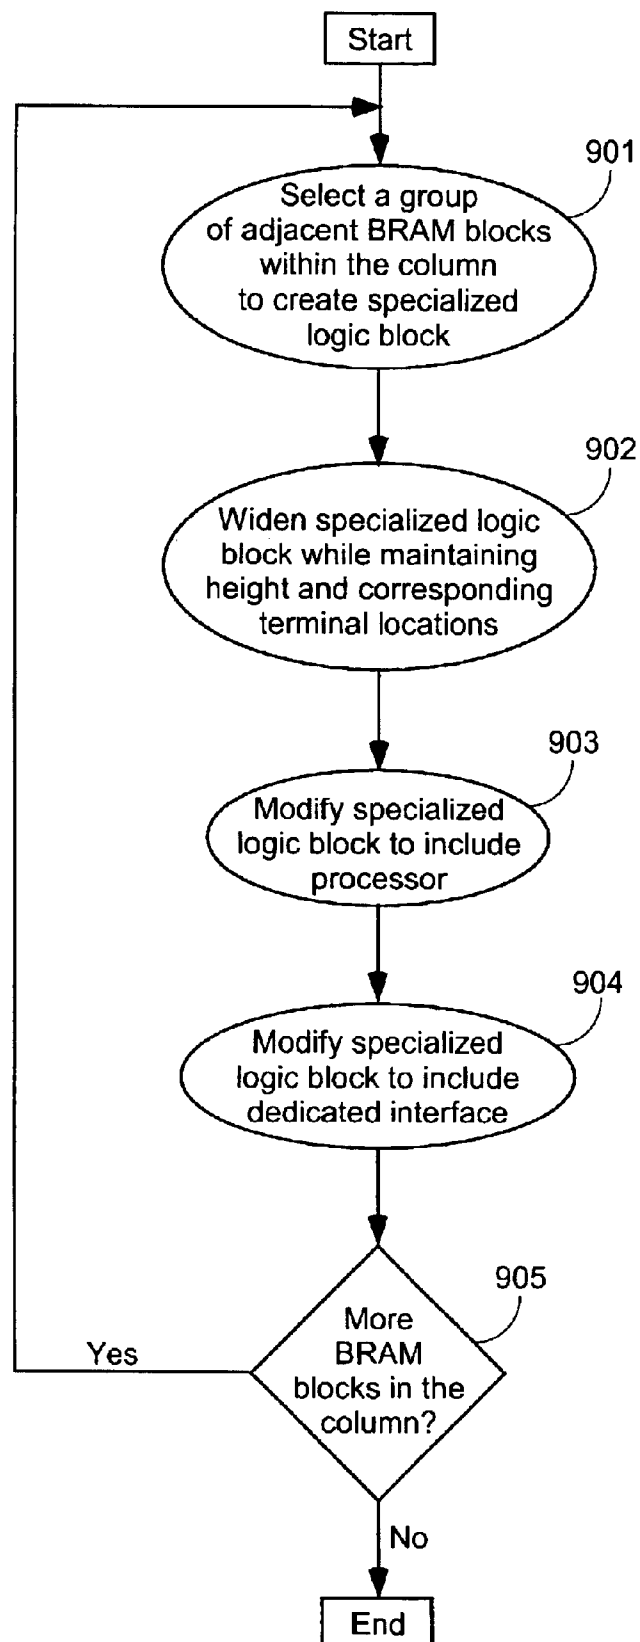 Start
901
Select a group
of adjacent BRAM blocks
within the column
to create specialized
logic block
902
Widen specialized logic
block while maintaining
height and corresponding
terminal locations
903
Modify specialized
logic block to include
processor
904
Modify specialized
logic block to include
dedicated interface
905
More
BRAM
blocks in the
column?
Yes
No
End